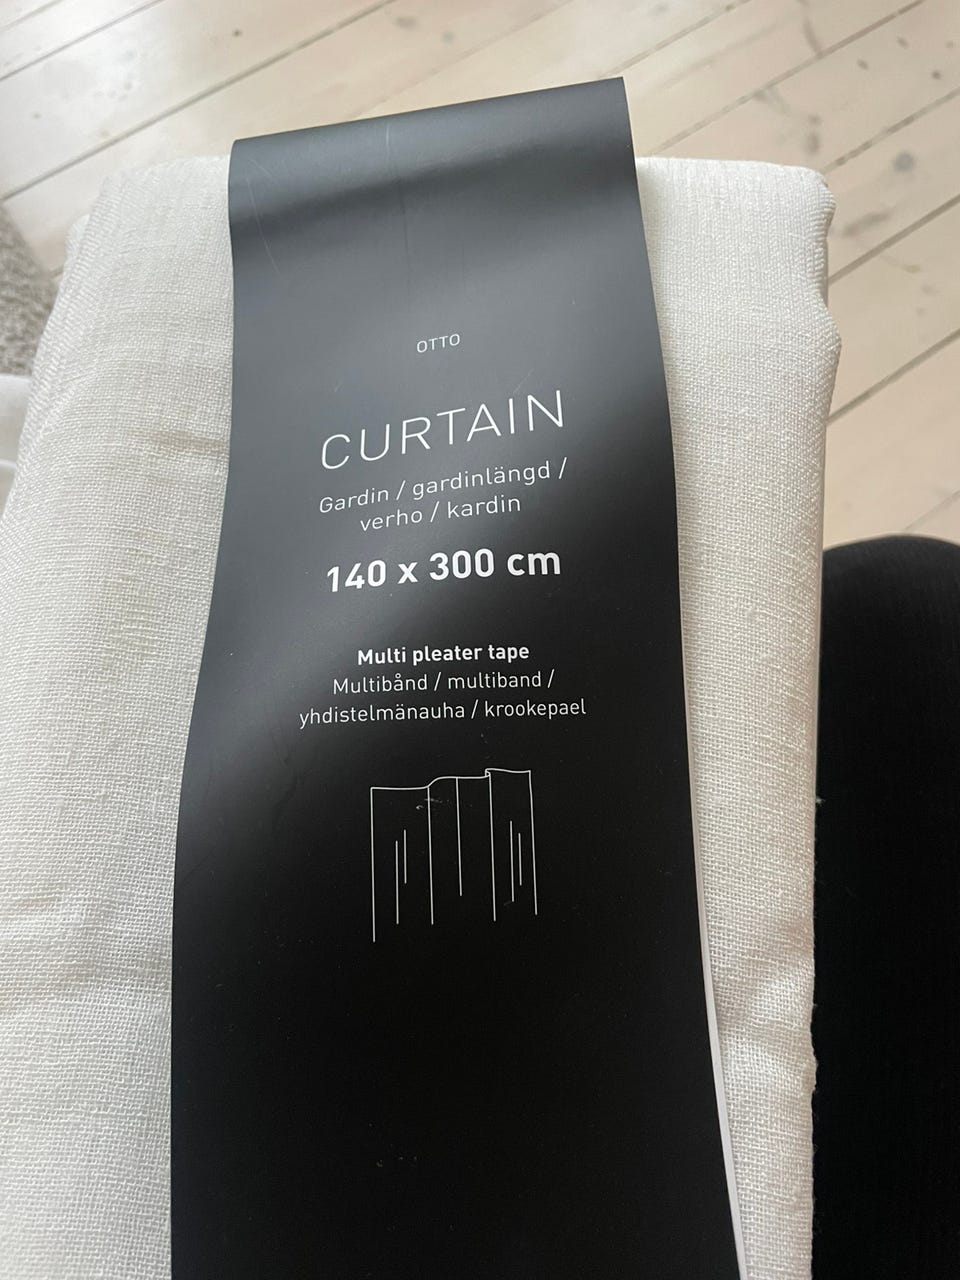 OTTO
CURTAIN
Gardin / gardinlängd /
verho / kardin
140 x 300 cm
Multi pleater tape
Multibånd / multiband /
yhdistelmänauha / krookepael